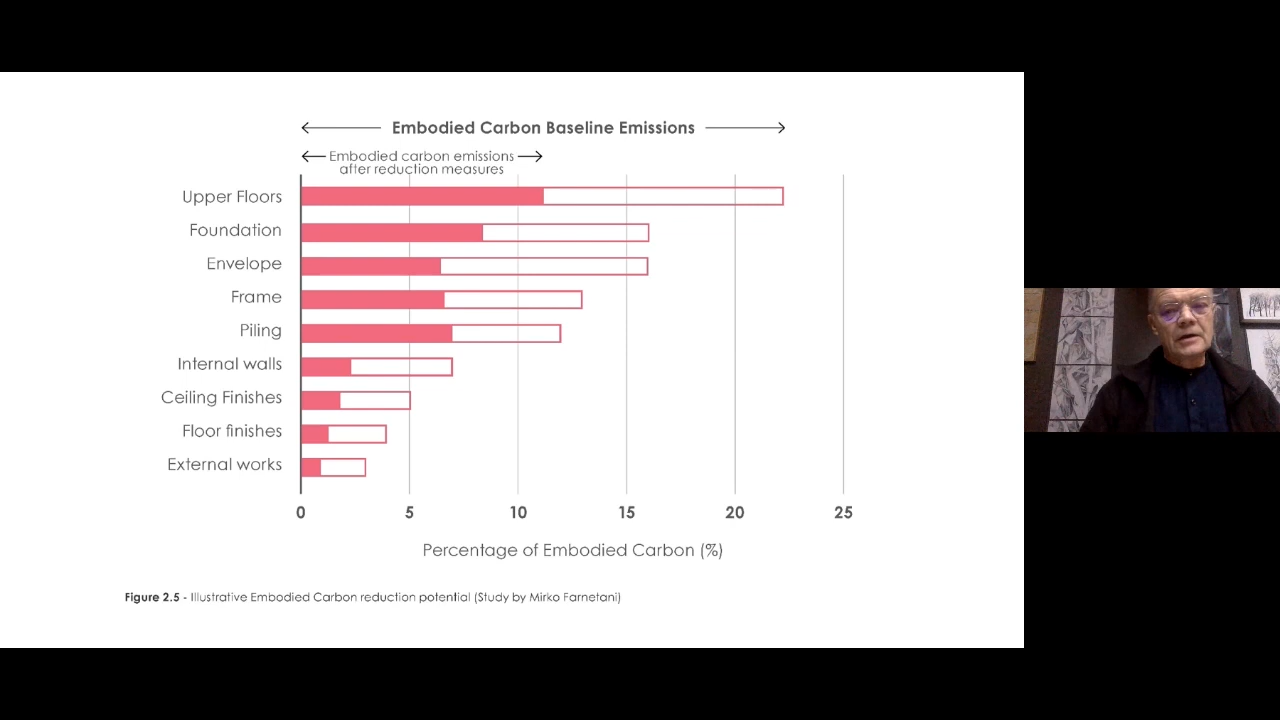 Embodied Carbon Baseline Emissions
Embodied carbon emissions
after reduction measures
Upper Floors
Foundation
Envelope
Frame
Piling
Internal walls
Ceiling Finishes
Floor finishes
External works
0 5 10 15 20 25
Percentage of Embodied Carbon (%)
Figure 2.5 - Illustrative Embodied Carbon reduction potential (Study by Mirko Farnetani)